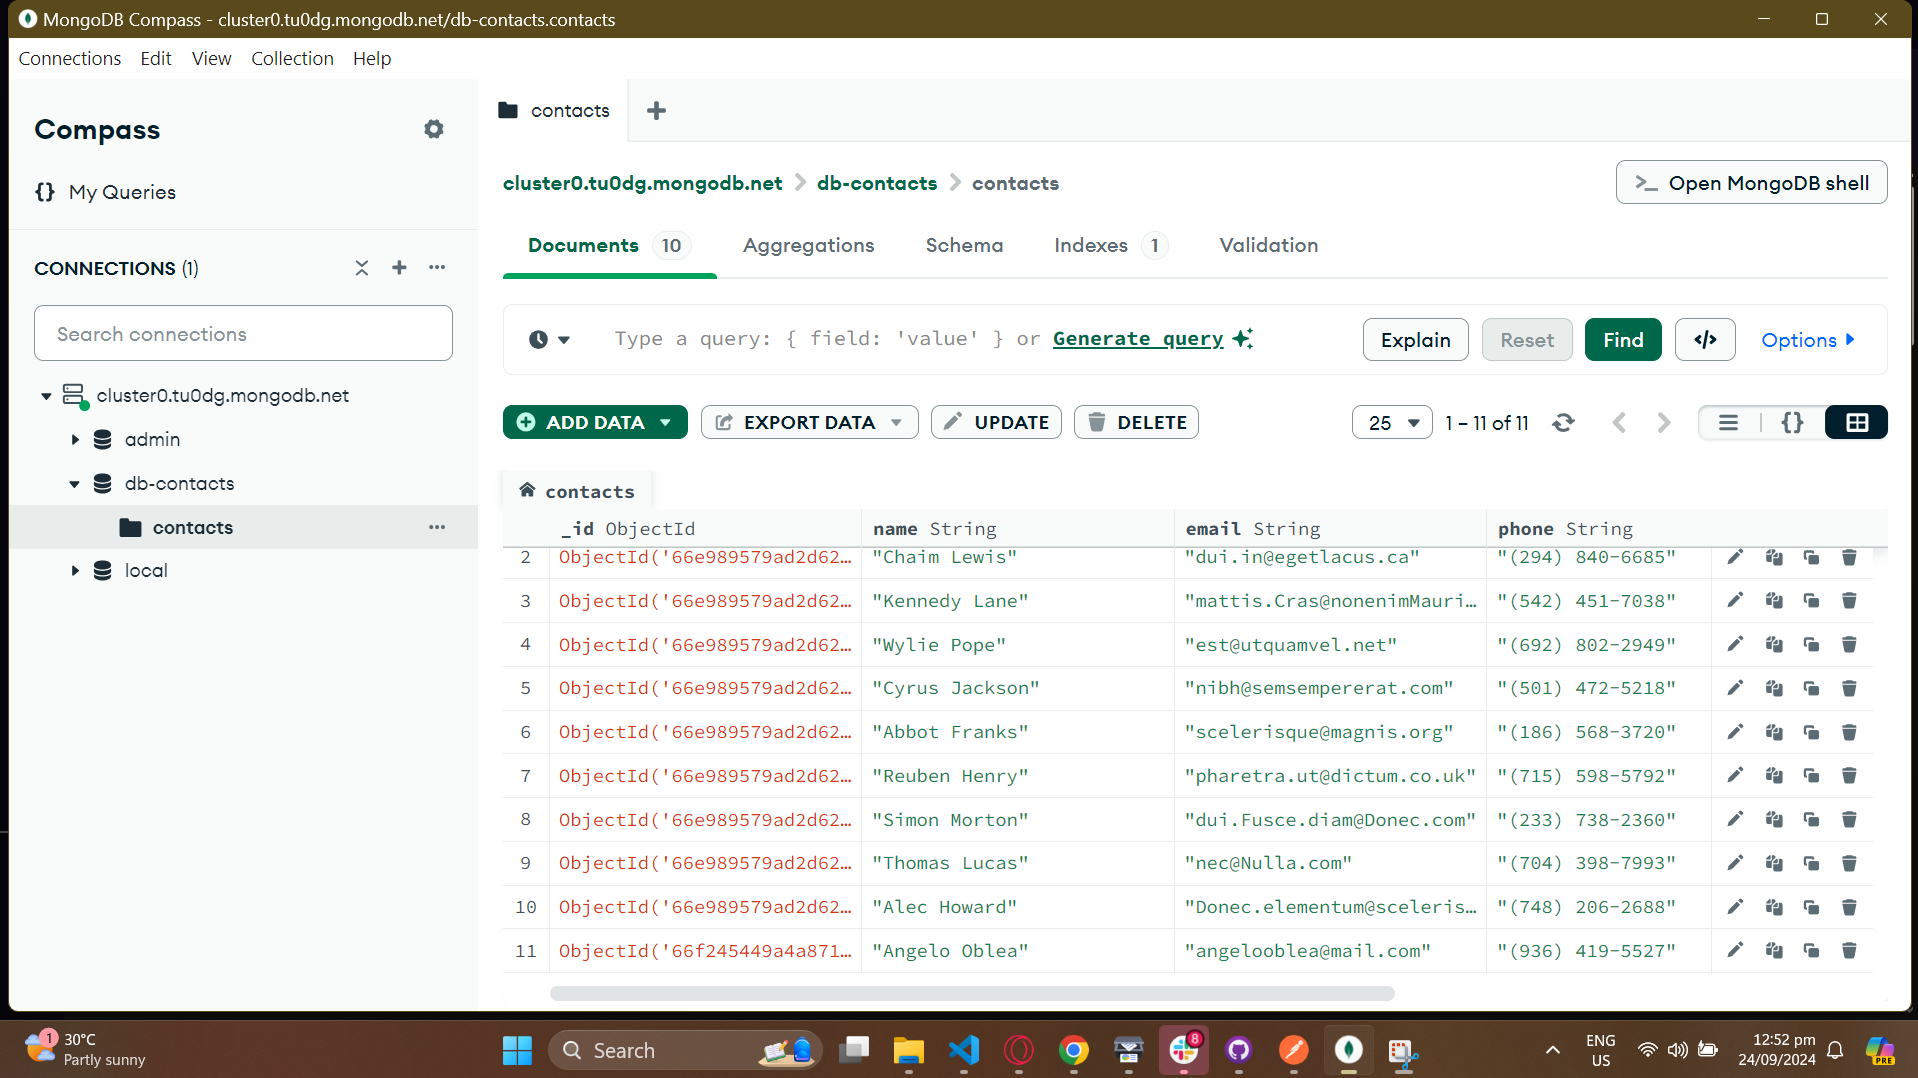 MongoDB Compass - cluster0.tu0dg.mongodb.net/db-contacts.contacts
Connections Edit View Collection Help
Compass
{} My Queries
CONNECTIONS (1)
Search connections
cluster0.tu0dg.mongodb.net
admin
db-contacts
contacts
local
contacts
cluster0.tu0dg.mongodb.net > db-contacts > contacts
>_ Open MongoDB shell
Documents 10 Aggregations Schema Indexes 1 Validation
Type a query: { field: 'value' } or Generate query
Explain Reset Find </> Options
ADD DATA EXPORT DATA UPDATE DELETE 25 1 – 11 of 11 {}
contacts
_id ObjectId name String email String phone String
2 ObjectId('66e989579ad2d62… "Chaim Lewis" "dui.in@egetlacus.ca" "(294) 840-6685"
3 ObjectId('66e989579ad2d62… "Kennedy Lane" "mattis.Cras@nonenimMauri… "(542) 451-7038"
4 ObjectId('66e989579ad2d62… "Wylie Pope" "est@utquamvel.net" "(692) 802-2949"
5 ObjectId('66e989579ad2d62… "Cyrus Jackson" "nibh@semsempererat.com" "(501) 472-5218"
6 ObjectId('66e989579ad2d62… "Abbot Franks" "scelerisque@magnis.org" "(186) 568-3720"
7 ObjectId('66e989579ad2d62… "Reuben Henry" "pharetra.ut@dictum.co.uk" "(715) 598-5792"
8 ObjectId('66e989579ad2d62… "Simon Morton" "dui.Fusce.diam@Donec.com" "(233) 738-2360"
9 ObjectId('66e989579ad2d62… "Thomas Lucas" "nec@Nulla.com" "(704) 398-7993"
10 ObjectId('66e989579ad2d62… "Alec Howard" "Donec.elementum@sceleris… "(748) 206-2688"
11 ObjectId('66f245449a4a871… "Angelo Oblea" "angelooblea@mail.com" "(936) 419-5527"
1 30°C
Partly sunny
Search
8
ENG
US
12:52 pm
24/09/2024
PRE